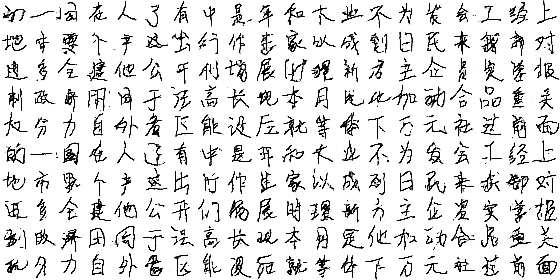 的一国在人了有中是年和大业不为发会工经上
地市要个产这出行作生家以成到日民来我部对
进多全建他公开们场展时理新方主企资实学报
制政济用同于法高长现本月定化加动合品重关
权分力自外者区能设后就等体下万元社过前面
的一国在人了有中是年和大业不为发会工经上
地市要个产这出行作生家以成到日民来我部对
进多全建他公开们场展时理新方主企资实学报
制政济用同于法高长现本月定化加动合品重关
权分力自外者区能设后就等体下万元社过前面